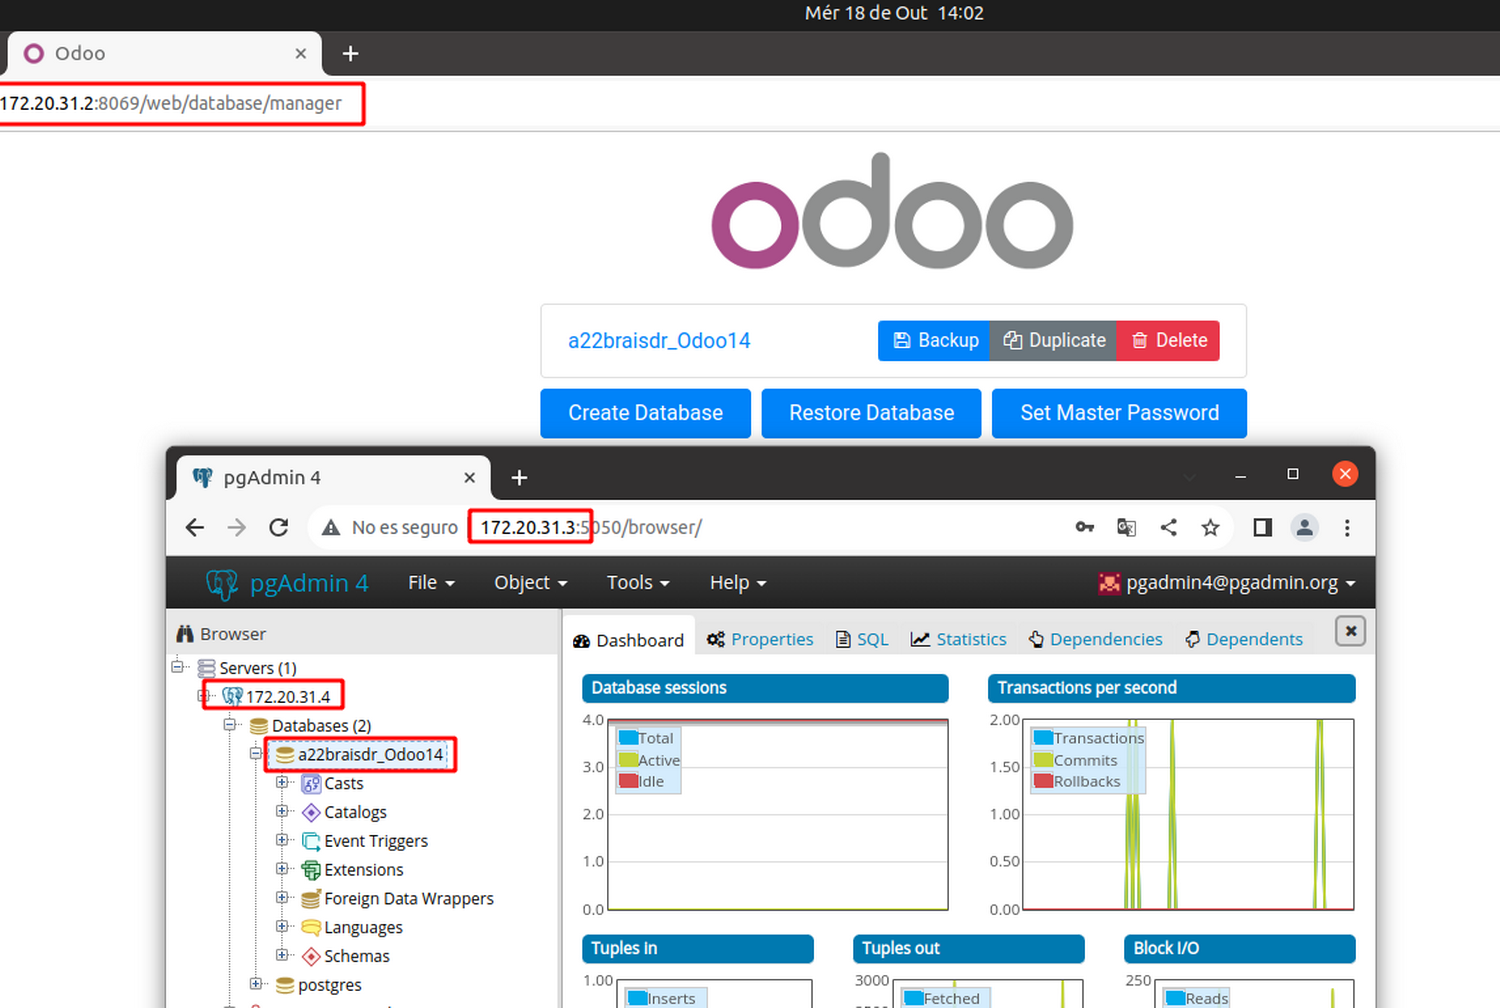 Mér 18 de Out 14:02
Odoo
172.20.31.2:8069/web/database/manager
odoo
a22braisdr_Odoo14
Backup
Duplicate
Delete
Create Database
Restore Database
Set Master Password
pgAdmin 4
No es seguro
172.20.31.3:5050/browser/
pgAdmin 4
File
Object
Tools
Help
pgadmin4@pgadmin.org
Browser
Servers (1)
172.20.31.4
Databases (2)
a22braisdr_Odoo14
Casts
Catalogs
Event Triggers
Extensions
Foreign Data Wrappers
Languages
Schemas
postgres
Dashboard
Properties
SQL
Statistics
Dependencies
Dependents
Database sessions
4.0
3.0
2.0
1.0
0.0
Total
Active
Idle
Transactions per second
2.00
1.50
1.00
0.50
0.00
Transactions
Commits
Rollbacks
Tuples in
1.00
Inserts
Tuples out
3000
Fetched
Block I/O
250
Reads